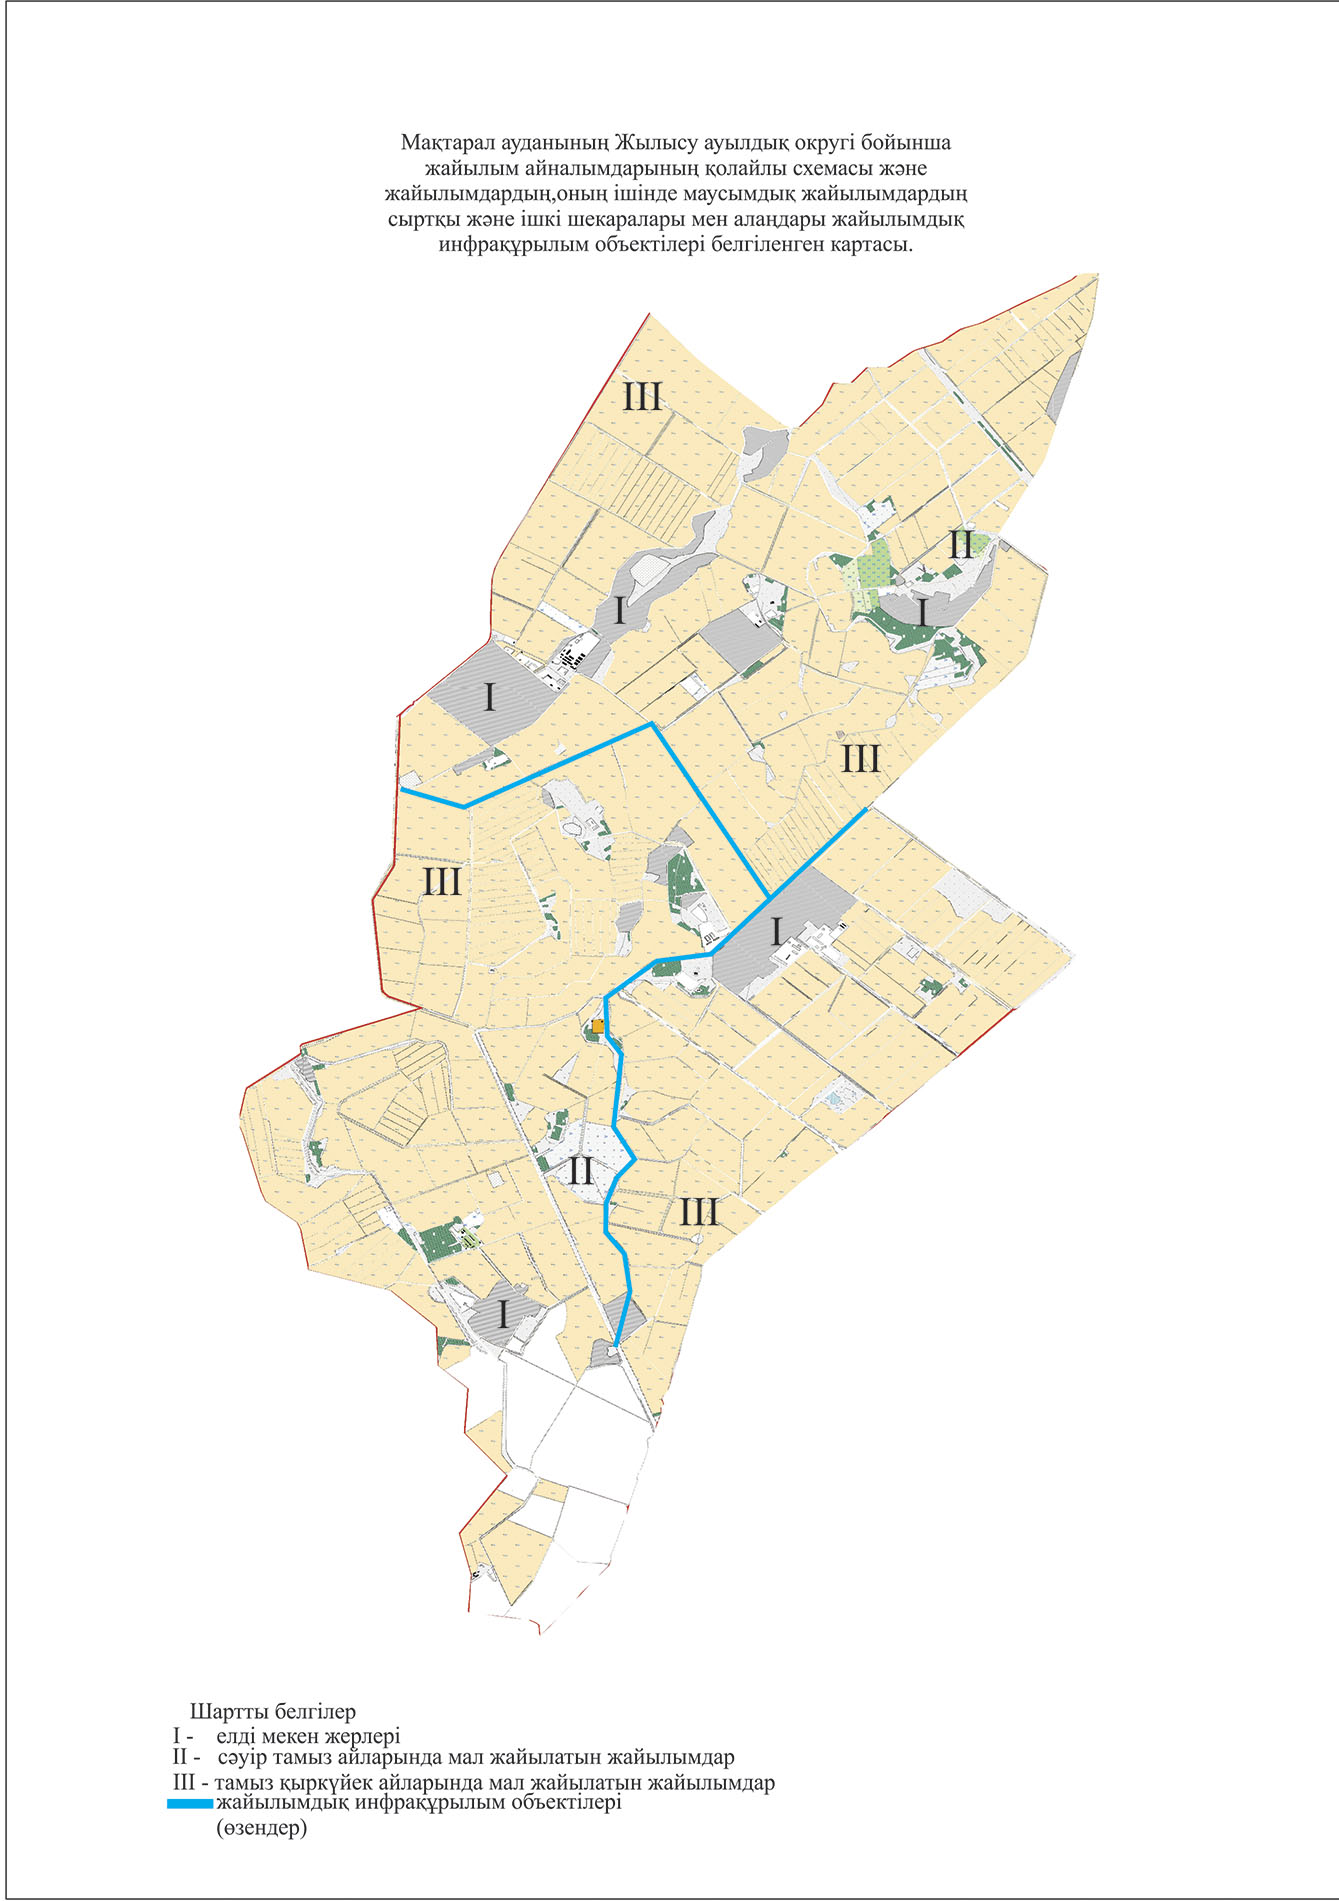 Мақтарал ауданының Жылысу ауылдық округі бойынша
жайылым айналымдарының қолайлы схемасы және
жайылымдардың,оның ішінде маусымдық жайылымдардың
сыртқы және ішкі шекаралары мен алаңдары жайылымдық
инфрақұрылым объектілері белгіленген картасы.
III
II
I
I
I
III
III
I
II
III
I
Шартты белгілер
I - елді мекен жерлері
II - сәуір тамыз айларында мал жайылатын жайылымдар
III - тамыз қыркүйек айларында мал жайылатын жайылымдар
жайылымдық инфрақұрылым объектілері
(өзендер)